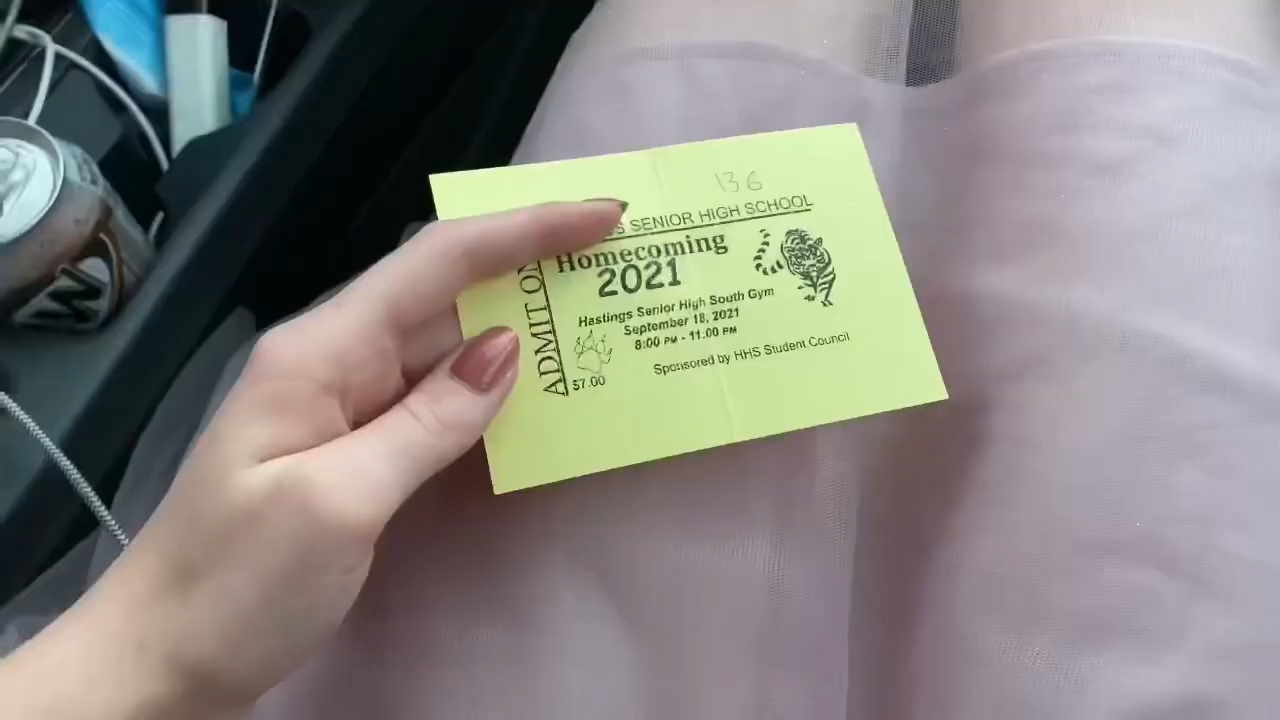 136
SENIOR HIGH SCHOOL
Homecoming
2021
Hastings Senior High South Gym
September 18, 2021
8:00 PM - 11:00 PM
Sponsored by HHS Student Council
ADMIT
$7.00
W